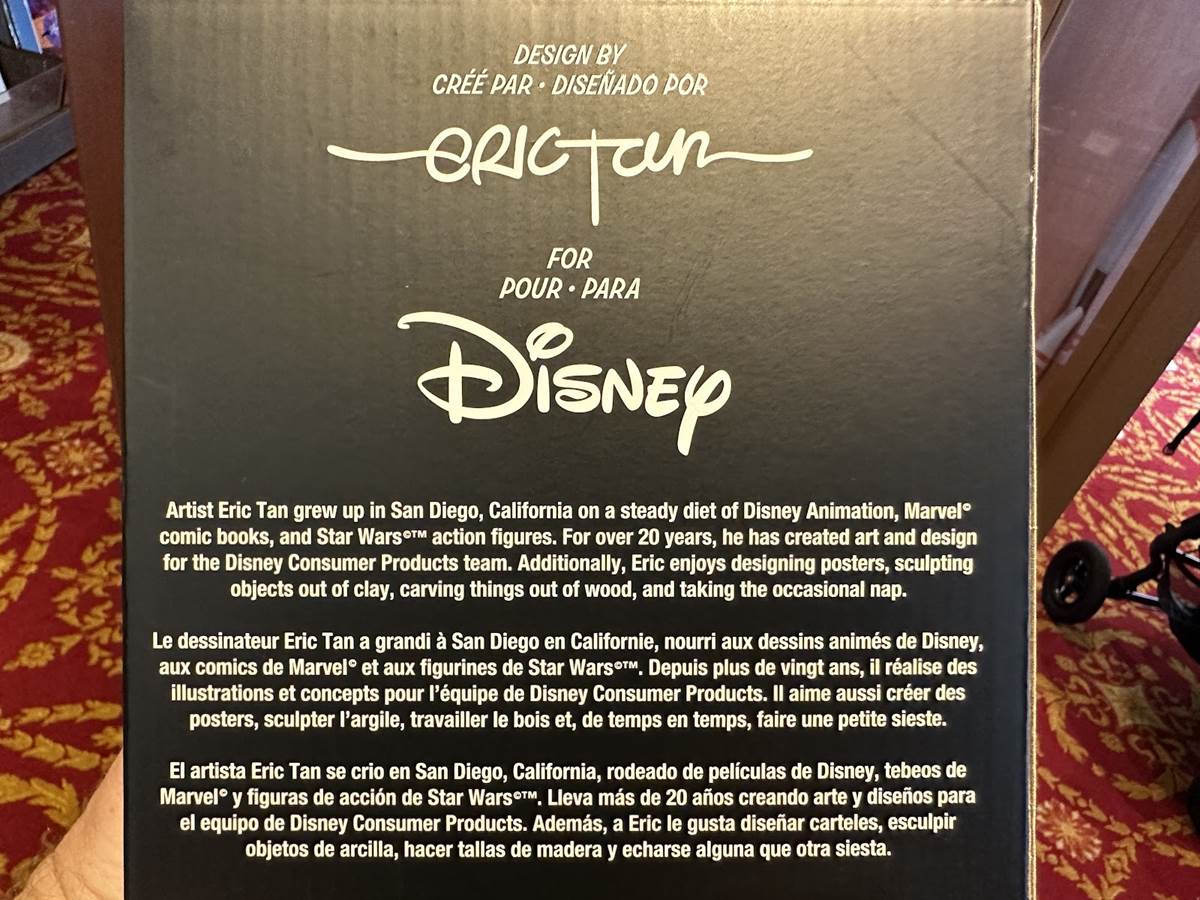 DESIGN BY
CRÉÉ PAR • DISEÑADO POR
ERIC tan
FOR
POUR • PARA
DISNEY
Artist Eric Tan grew up in San Diego, California on a steady diet of Disney Animation, Marvel©
comic books, and Star Wars©™ action figures. For over 20 years, he has created art and design
for the Disney Consumer Products team. Additionally, Eric enjoys designing posters, sculpting
objects out of clay, carving things out of wood, and taking the occasional nap.
Le dessinateur Eric Tan a grandi à San Diego en Californie, nourri aux dessins animés de Disney,
aux comics de Marvel© et aux figurines de Star Wars©™. Depuis plus de vingt ans, il réalise des
illustrations et concepts pour l'équipe de Disney Consumer Products. Il aime aussi créer des
posters, sculpter l'argile, travailler le bois et, de temps en temps, faire une petite sieste.
El artista Eric Tan se crio en San Diego, California, rodeado de películas de Disney, tebeos de
Marvel© y figuras de acción de Star Wars©™. Lleva más de 20 años creando arte y diseños para
el equipo de Disney Consumer Products. Además, a Eric le gusta diseñar carteles, esculpir
objetos de arcilla, hacer tallas de madera y echarse alguna que otra siesta.